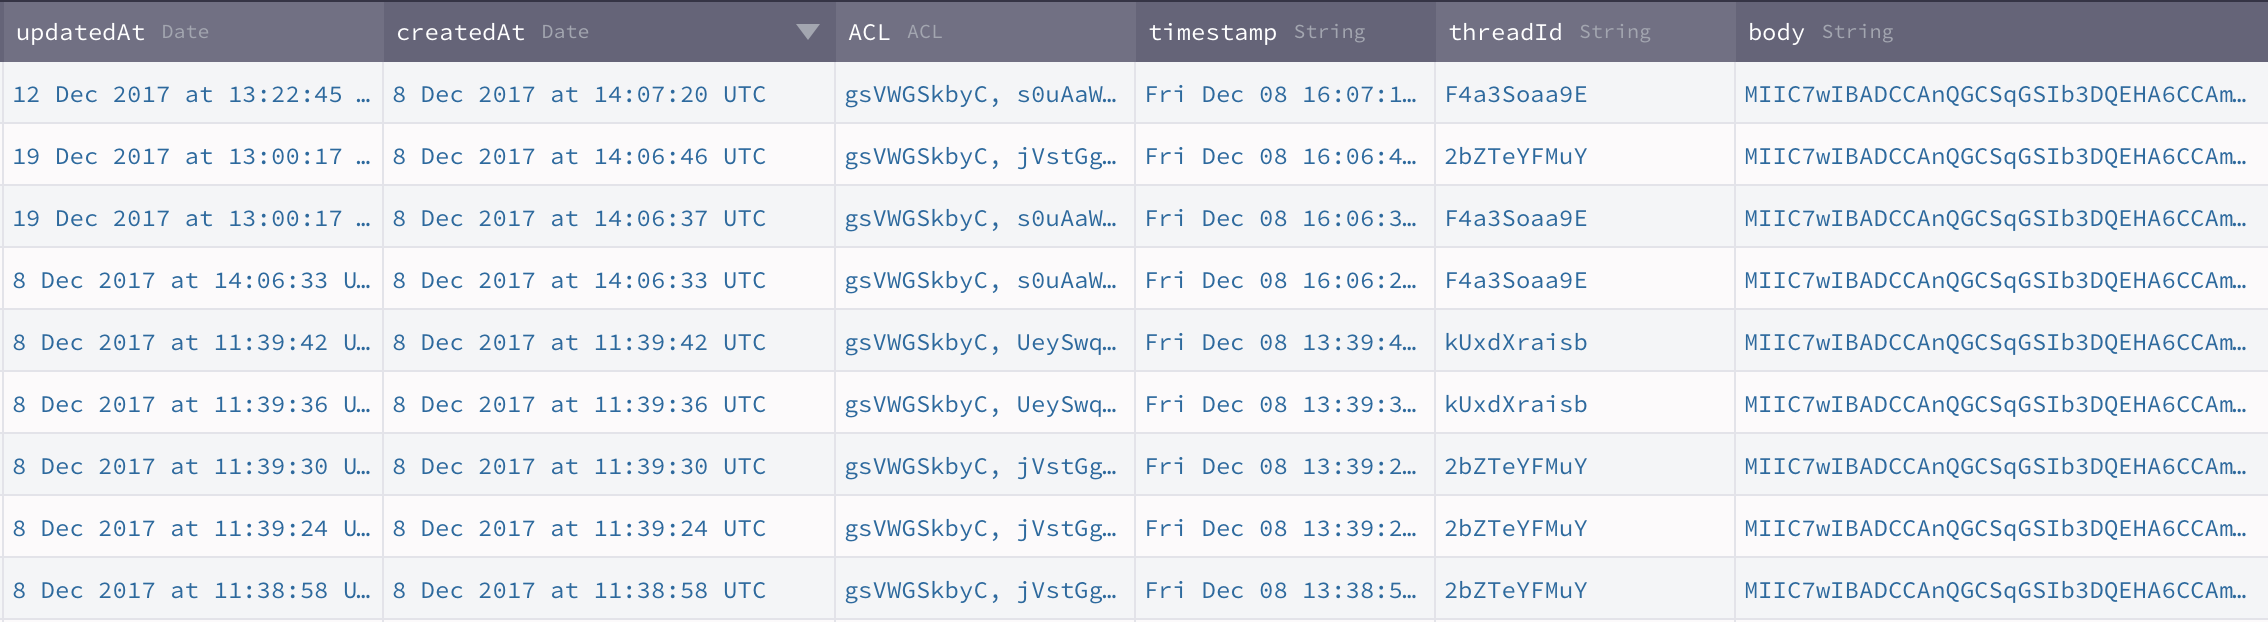 updatedAt Date createdAt Date ACL ACL timestamp String threadId String body String
12 Dec 2017 at 13:22:45 … 8 Dec 2017 at 14:07:20 UTC gsVWGSkbyC, s0uAaW… Fri Dec 08 16:07:1… F4a3Soaa9E MIIC7wIBADCCAnQGCSqGSIb3DQEHA6CCAm…
19 Dec 2017 at 13:00:17 … 8 Dec 2017 at 14:06:46 UTC gsVWGSkbyC, jVstGg… Fri Dec 08 16:06:4… 2bZTeYFMuY MIIC7wIBADCCAnQGCSqGSIb3DQEHA6CCAm…
19 Dec 2017 at 13:00:17 … 8 Dec 2017 at 14:06:37 UTC gsVWGSkbyC, s0uAaW… Fri Dec 08 16:06:3… F4a3Soaa9E MIIC7wIBADCCAnQGCSqGSIb3DQEHA6CCAm…
8 Dec 2017 at 14:06:33 U… 8 Dec 2017 at 14:06:33 UTC gsVWGSkbyC, s0uAaW… Fri Dec 08 16:06:2… F4a3Soaa9E MIIC7wIBADCCAnQGCSqGSIb3DQEHA6CCAm…
8 Dec 2017 at 11:39:42 U… 8 Dec 2017 at 11:39:42 UTC gsVWGSkbyC, UeySwq… Fri Dec 08 13:39:4… kUxdXraisb MIIC7wIBADCCAnQGCSqGSIb3DQEHA6CCAm…
8 Dec 2017 at 11:39:36 U… 8 Dec 2017 at 11:39:36 UTC gsVWGSkbyC, UeySwq… Fri Dec 08 13:39:3… kUxdXraisb MIIC7wIBADCCAnQGCSqGSIb3DQEHA6CCAm…
8 Dec 2017 at 11:39:30 U… 8 Dec 2017 at 11:39:30 UTC gsVWGSkbyC, jVstGg… Fri Dec 08 13:39:2… 2bZTeYFMuY MIIC7wIBADCCAnQGCSqGSIb3DQEHA6CCAm…
8 Dec 2017 at 11:39:24 U… 8 Dec 2017 at 11:39:24 UTC gsVWGSkbyC, jVstGg… Fri Dec 08 13:39:2… 2bZTeYFMuY MIIC7wIBADCCAnQGCSqGSIb3DQEHA6CCAm…
8 Dec 2017 at 11:38:58 U… 8 Dec 2017 at 11:38:58 UTC gsVWGSkbyC, jVstGg… Fri Dec 08 13:38:5… 2bZTeYFMuY MIIC7wIBADCCAnQGCSqGSIb3DQEHA6CCAm…